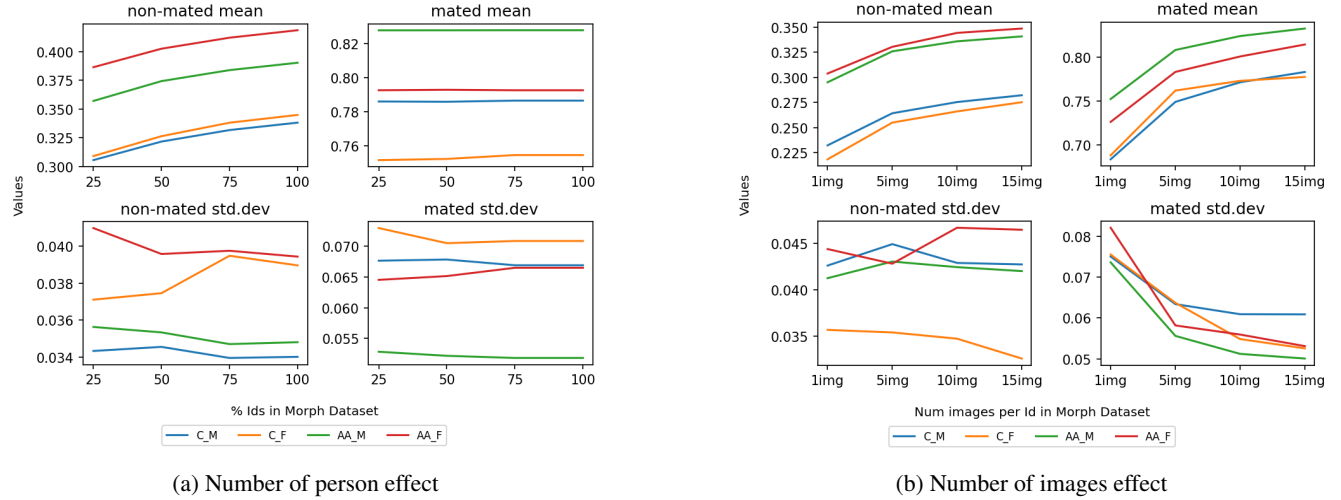 non-mated mean
mated mean
0.400
0.375
0.350
0.325
0.300
25 50 75 100
0.82
0.80
0.78
0.76
25 50 75 100
Values
non-mated std.dev
mated std.dev
0.040
0.038
0.036
0.034
25 50 75 100
0.070
0.065
0.060
0.055
25 50 75 100
% Ids in Morph Dataset
C_M C_F AA_M AA_F
(a) Number of person effect
non-mated mean
mated mean
0.350
0.325
0.300
0.275
0.250
0.225
1img 5img 10img 15img
0.80
0.75
0.70
1img 5img 10img 15img
Values
non-mated std.dev
mated std.dev
0.045
0.040
0.035
1img 5img 10img 15img
0.08
0.07
0.06
0.05
1img 5img 10img 15img
Num images per Id in Morph Dataset
C_M C_F AA_M AA_F
(b) Number of images effect